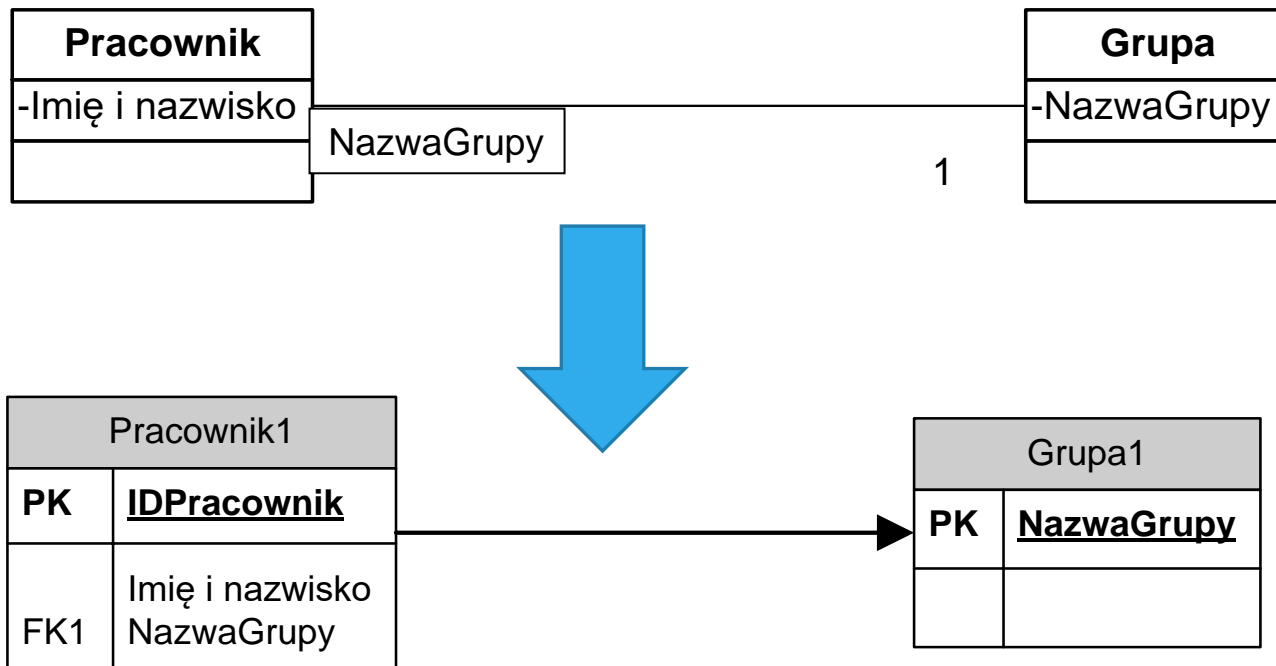 Pracownik
-Imię i nazwisko
NazwaGrupy
1
Grupa
-NazwaGrupy
Pracownik1
PK IDPracownik
Imię i nazwisko
FK1 NazwaGrupy
Grupa1
PK NazwaGrupy